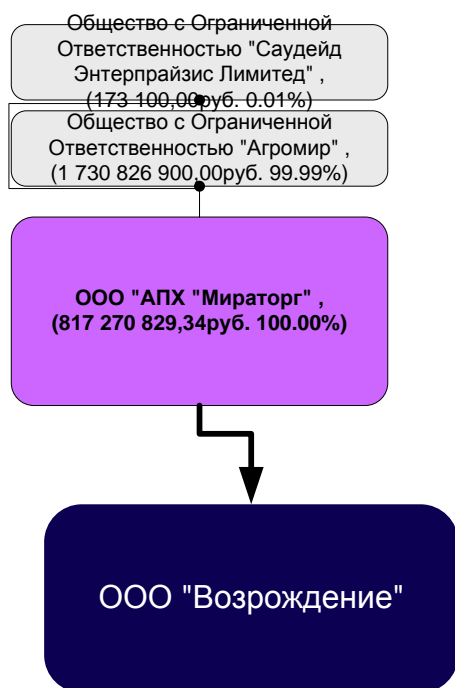 Общество с Ограниченной
Ответственностью "Саудейд
Энтерпрайзис Лимитед" ,
(173 100,00руб. 0.01%)
Общество с Ограниченной
Ответственностью "Агромир" ,
(1 730 826 900,00руб. 99.99%)
ООО "АПХ "Мираторг" ,
(817 270 829,34руб. 100.00%)
ООО "Возрождение"